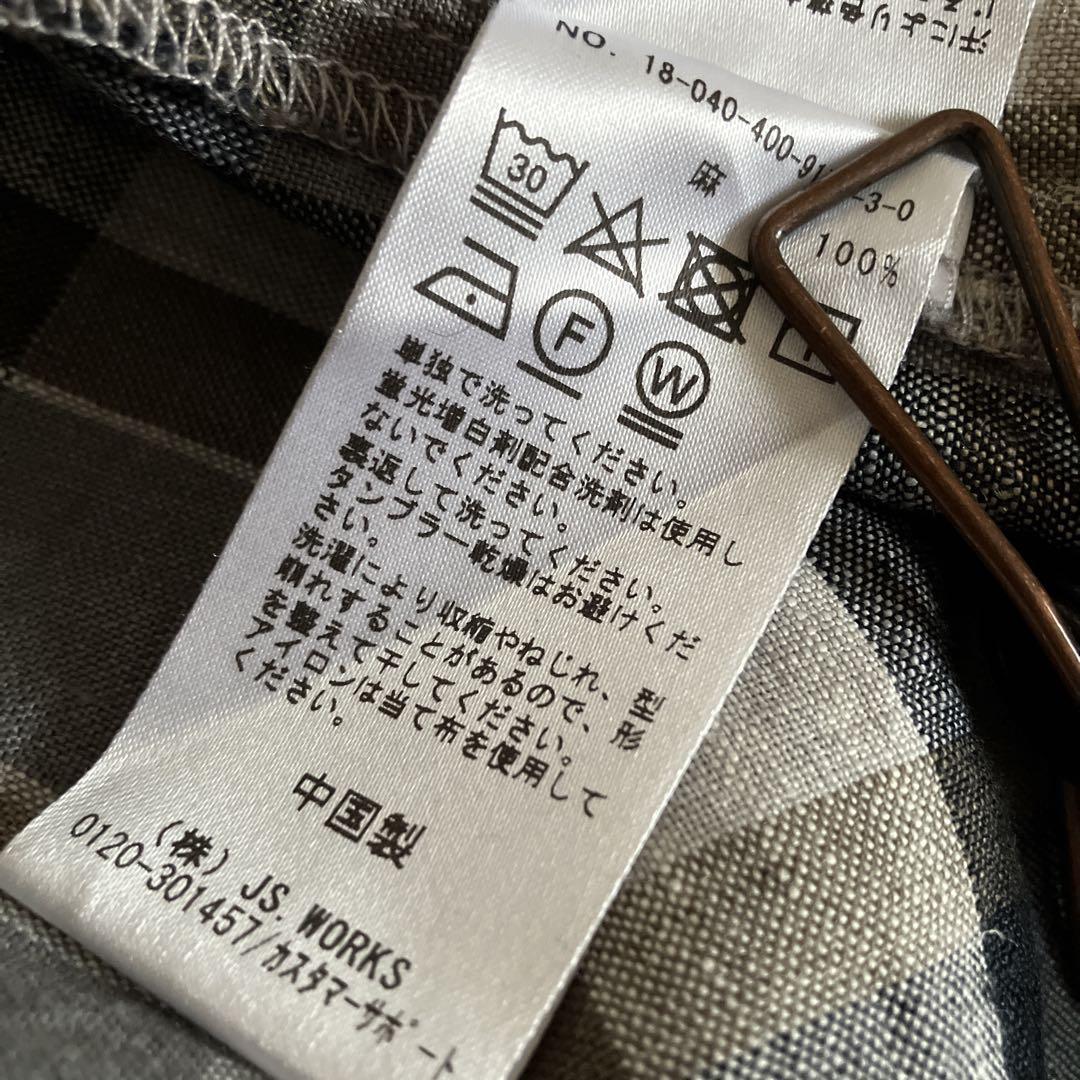 汗により
NO. 18-040-400-91
-3-0
麻 100%
30
F
W
単独で洗ってください。
蛍光増白剤配合洗剤は使用し
ないでください。
裏返して洗ってください。
タンブラー乾燥はお避けくだ
さい。
洗濯により収縮やねじれ、型
崩れすることがあるので、形
を整えて干してください。
アイロンは当て布を使用して
ください。
中国製
(株) JS. WORKS
0120-301457/カスタマーサポート